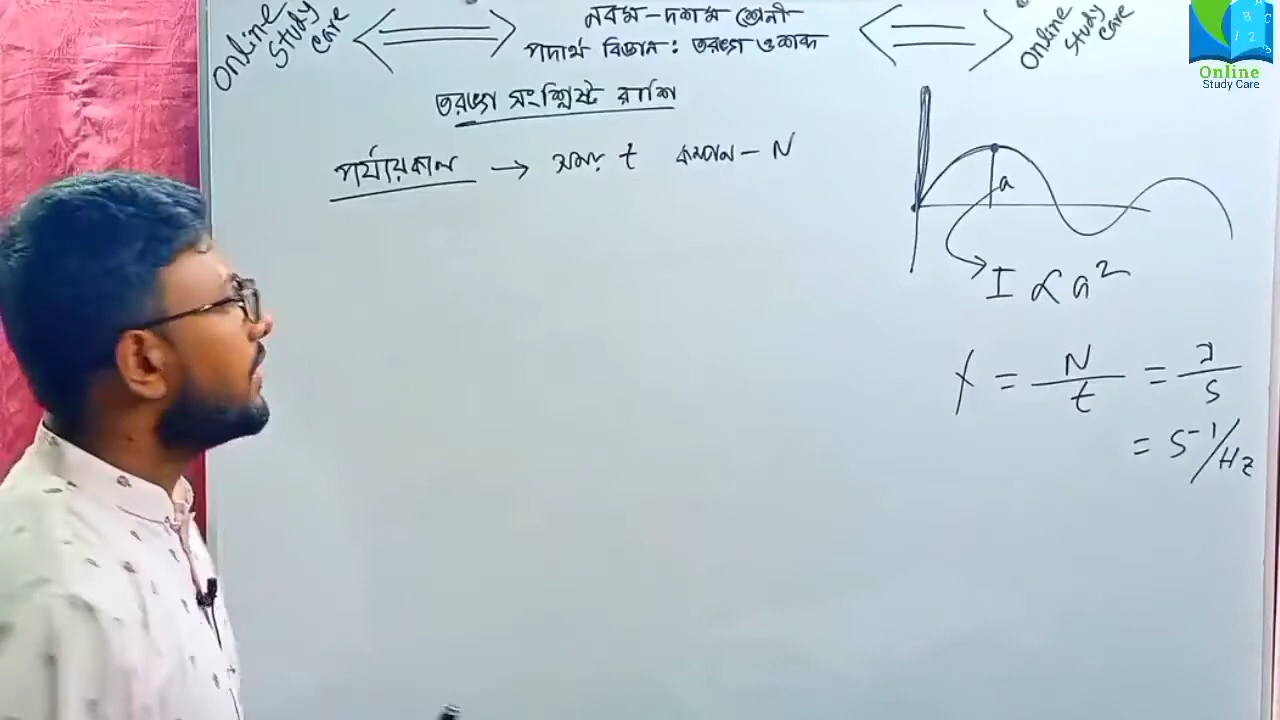 Online Study Care
নবম-দশম শ্রেনী
Online Study Care
পদার্থ বিজ্ঞান : তরঙ্গ ও শব্দ
Online
Study Care
তরঙ্গ সংশ্লিষ্ট রাশি
পর্যায়কাল → সময় t কম্পন - N
a
I ∝ a²
f = N/t = 1/s
= s⁻¹/Hz